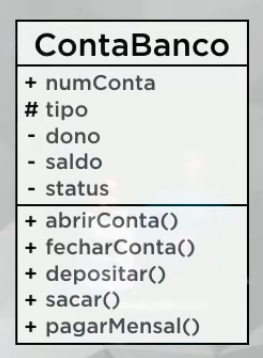 ContaBanco
+ numConta
# tipo
- dono
- saldo
- status
+ abrirConta()
+ fecharConta()
+ depositar()
+ sacar()
+ pagarMensal()